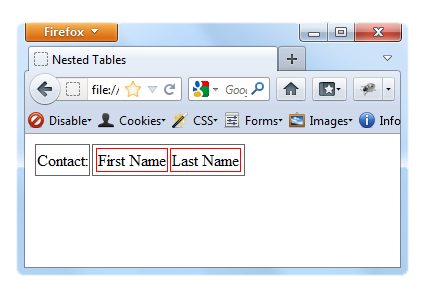 Firefox
Nested Tables
file:// Goo
Disable Cookies CSS Forms Images Info
Contact: First Name Last Name